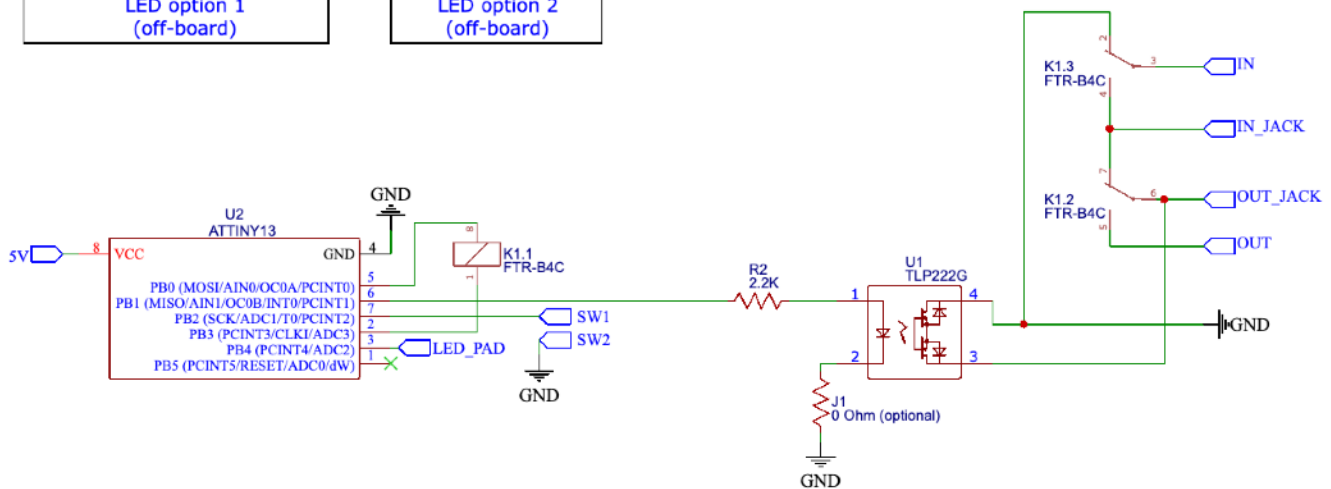 LED option 1
(off-board)
LED option 2
(off-board)
2
K1.3
FTR-B4C
3
IN
4
IN_JACK
7
K1.2
FTR-B4C
6
OUT_JACK
5
OUT
GND
U2
ATTINY13
5V
8
VCC
GND
4
8
K1.1
FTR-B4C
1
PB0 (MOSI/AIN0/OC0A/PCINT0)
5
PB1 (MISO/AIN1/OC0B/INT0/PCINT1)
6
PB2 (SCK/ADC1/T0/PCINT2)
7
PB3 (PCINT3/CLKI/ADC3)
2
PB4 (PCINT4/ADC2)
3
PB5 (PCINT5/RESET/ADC0/dW)
1
SW1
SW2
LED_PAD
GND
R2
2.2K
U1
TLP222G
1
4
2
3
GND
J1
0 Ohm (optional)
GND